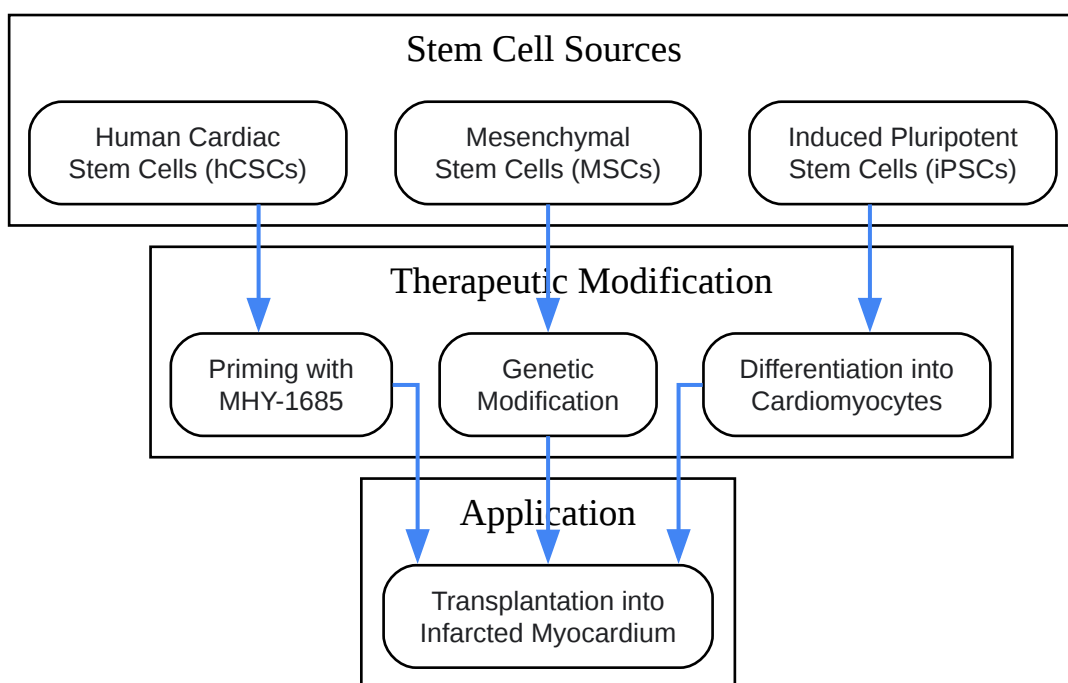 Stem Cell Sources
Human Cardiac
Stem Cells (hCSCs)
Mesenchymal
Stem Cells (MSCs)
Induced Pluripotent
Stem Cells (iPSCs)
Therapeutic Modification
Priming with
MHY-1685
Genetic
Modification
Differentiation into
Cardiomyocytes
Application
Transplantation into
Infarcted Myocardium